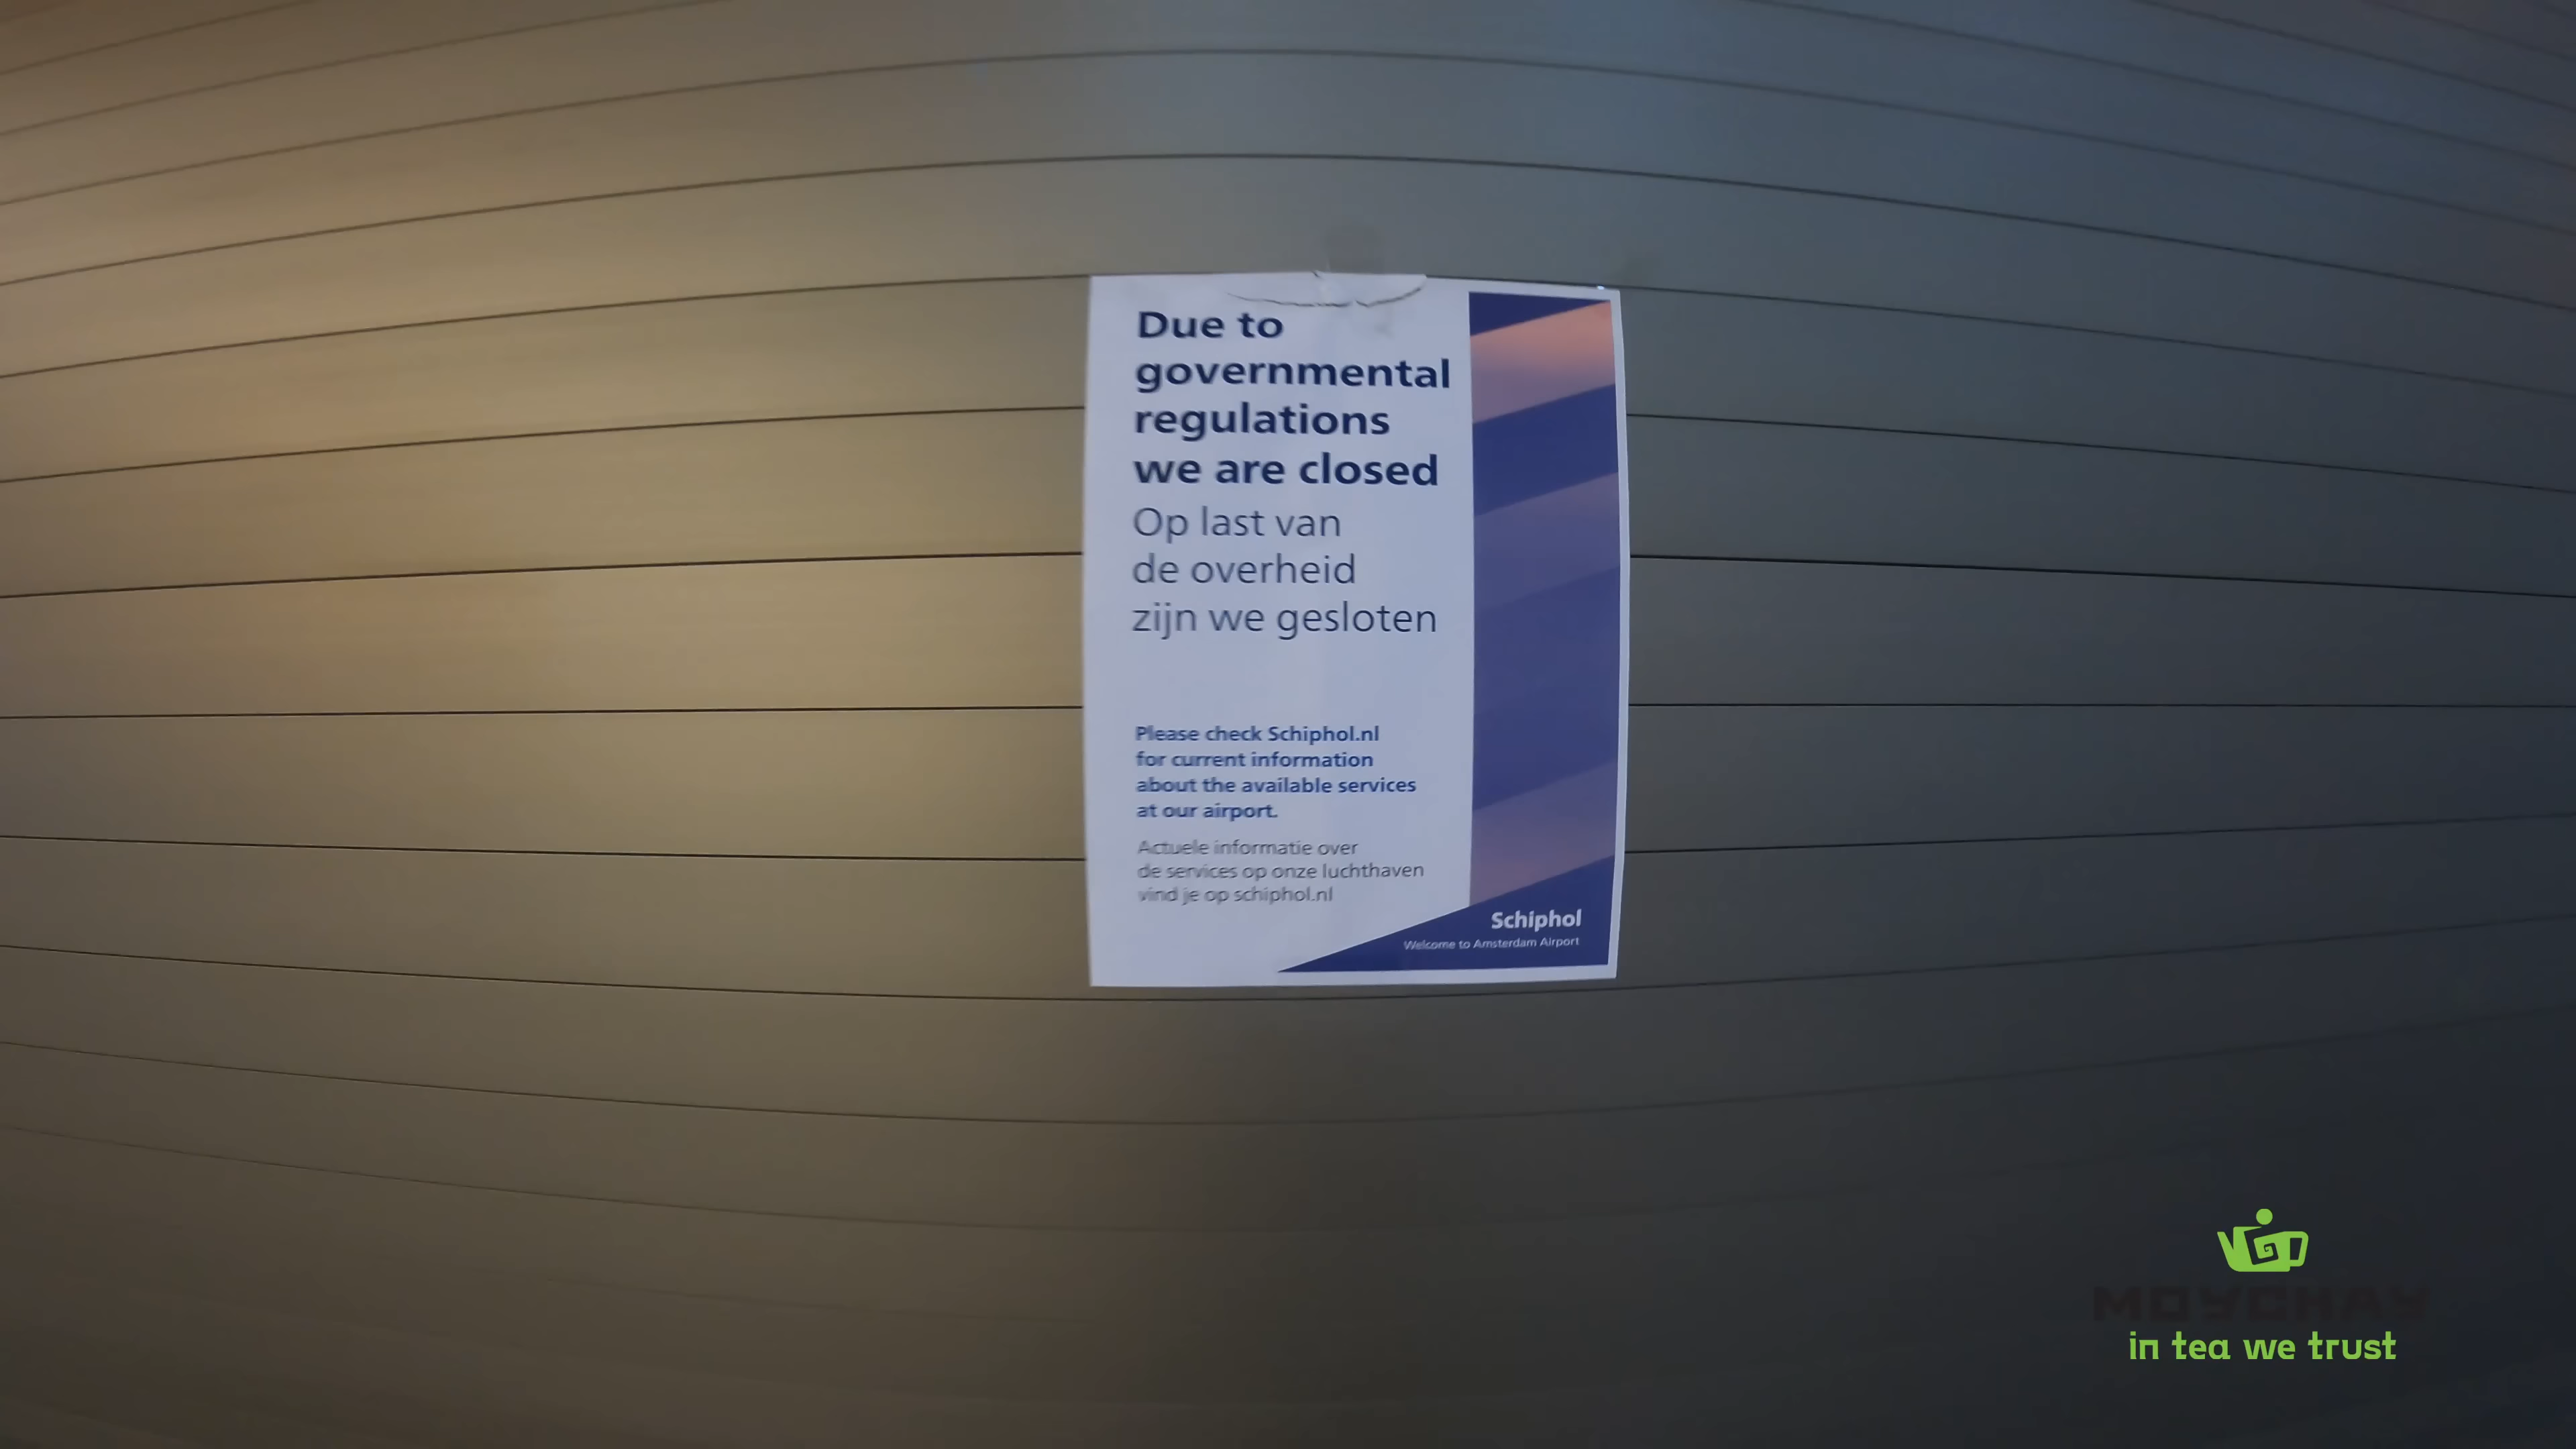 Due to
governmental
regulations
we are closed
Op last van
de overheid
zijn we gesloten
Please check Schiphol.nl
for current information
about the available services
at our airport.
Actuele informatie over
de services op onze luchthaven
vind je op schiphol.nl
Schiphol
Welcome to Amsterdam Airport
MOYCHAY
in tea we trust